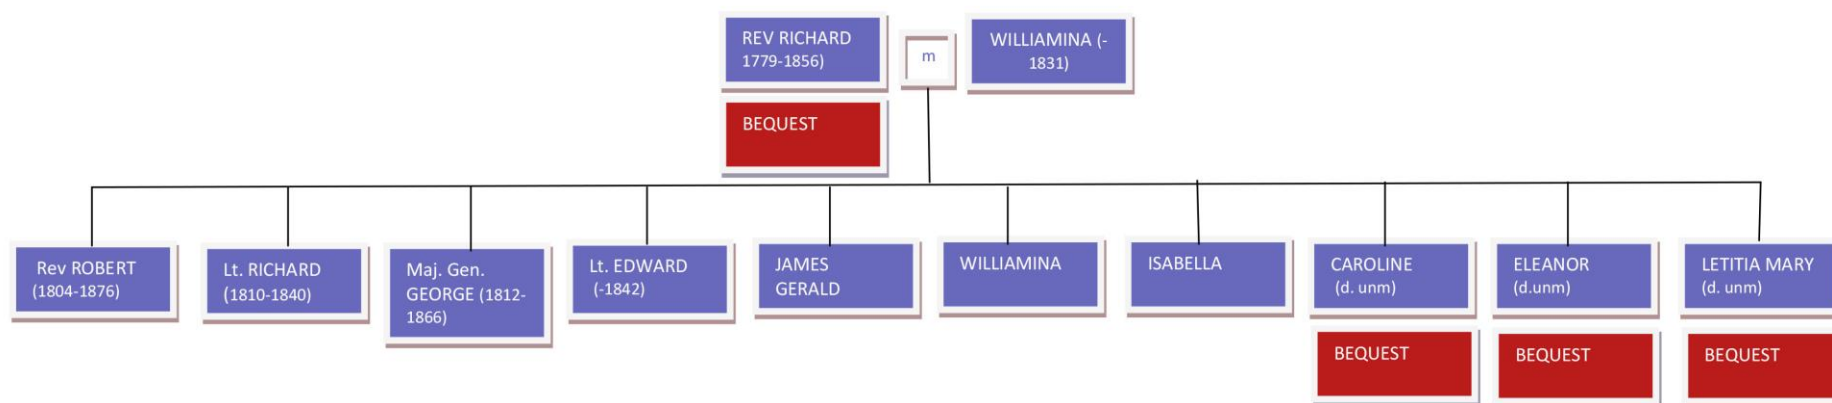 REV RICHARD
1779-1856)
m
WILLIAMINA (-
1831)
BEQUEST
Rev ROBERT
(1804-1876)
Lt. RICHARD
(1810-1840)
Maj. Gen.
GEORGE (1812-
1866)
Lt. EDWARD
(-1842)
JAMES
GERALD
WILLIAMINA
ISABELLA
CAROLINE
(d. unm)
ELEANOR
(d.unm)
LETITIA MARY
(d. unm)
BEQUEST
BEQUEST
BEQUEST